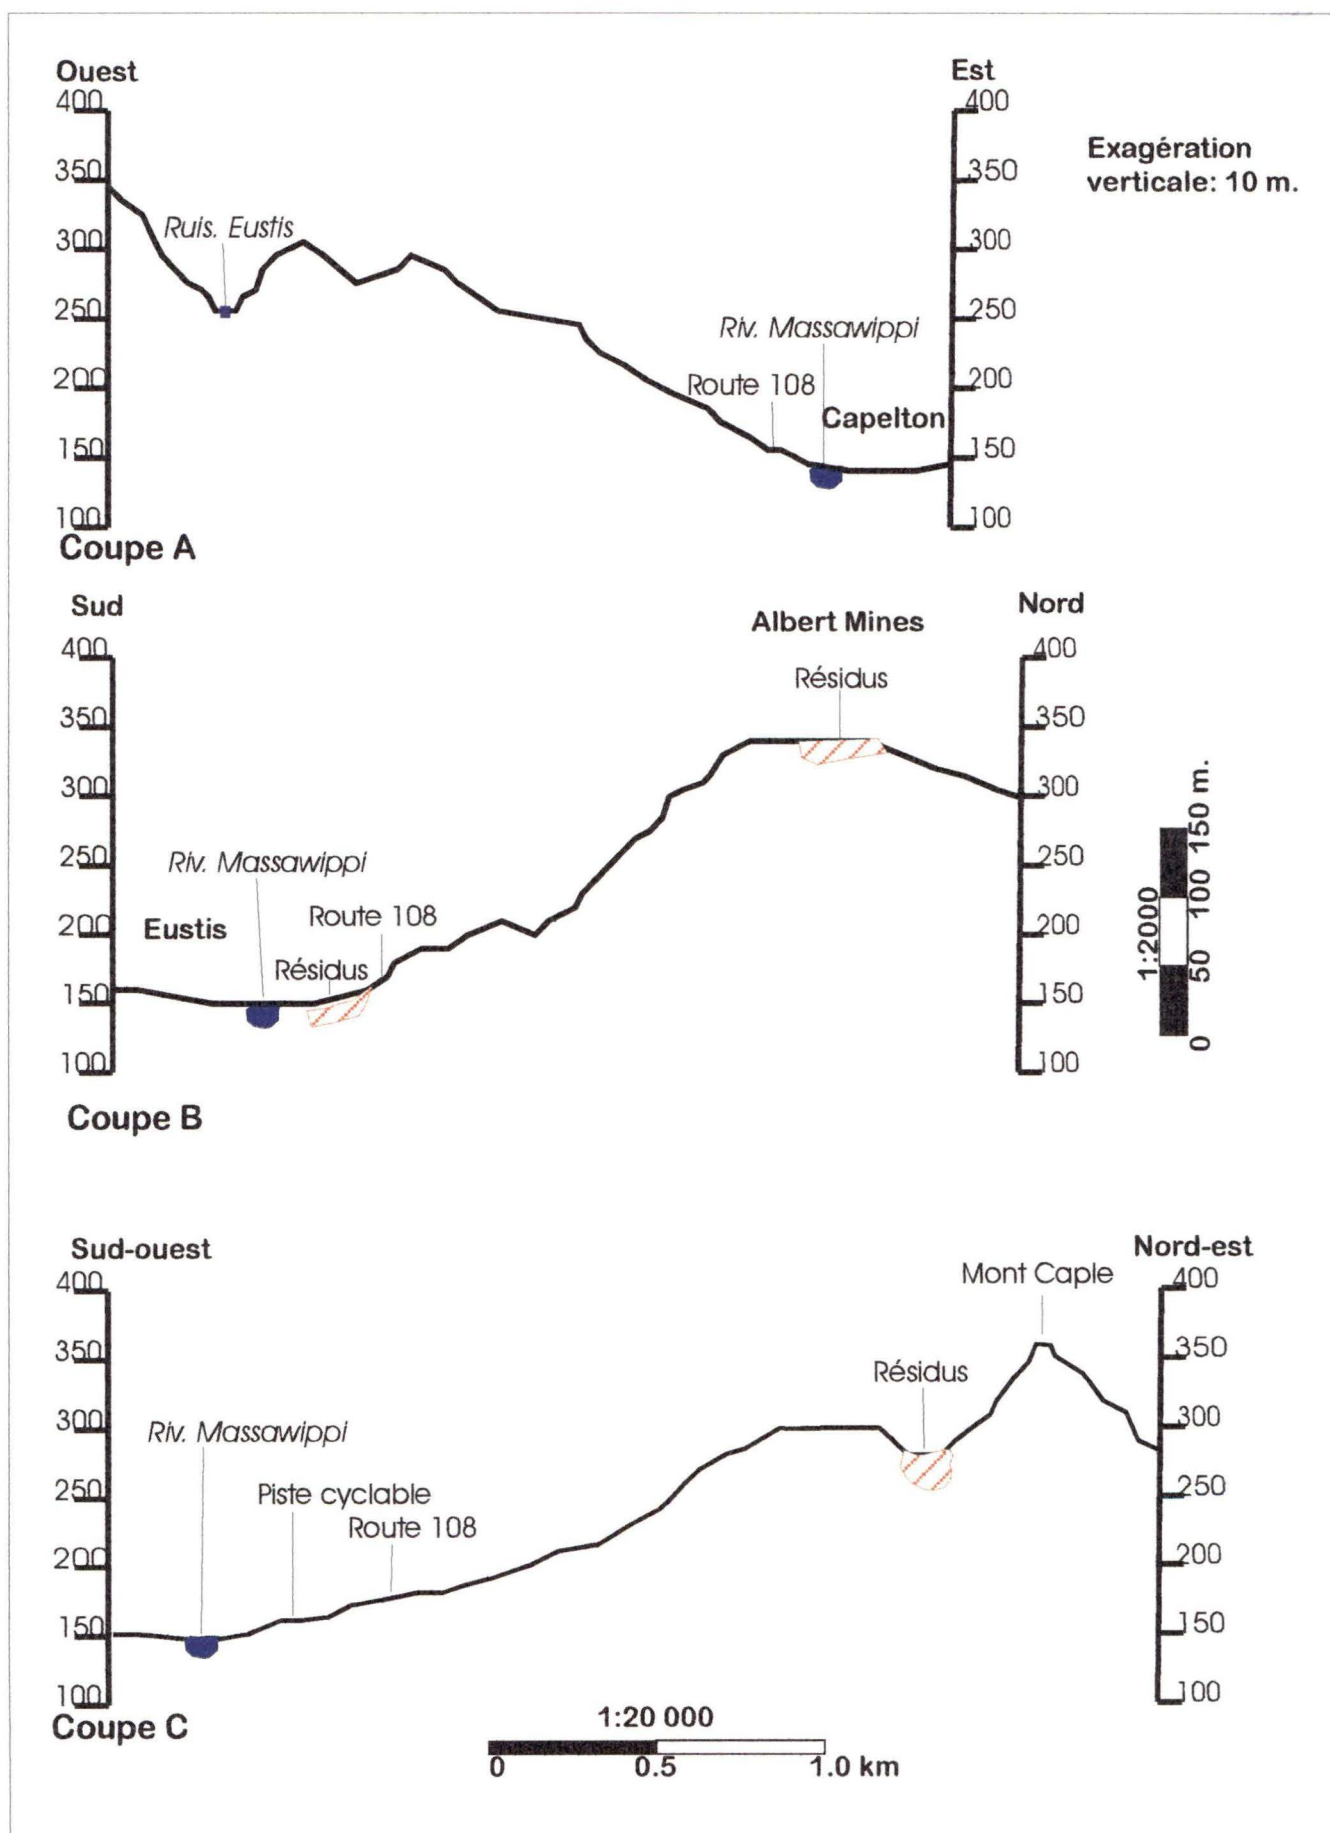 Ouest
Est
400
400
Exagération
verticale: 10 m.
350
350
Ruis. Eustis
300
300
250
250
Riv. Massawippi
200
200
Route 108
Capelton
150
150
100
100
Coupe A
Sud
Nord
Albert Mines
400
400
Résidus
350
350
300
300
250
250
Riv. Massawippi
200
200
Route 108
Eustis
Résidus
150
150
100
100
1:2000
0 50 100 150 m.
Coupe B
Sud-ouest
Nord-est
Mont Caple
400
400
350
350
Résidus
300
300
Riv. Massawippi
250
250
Piste cyclable
Route 108
200
200
150
150
100
100
Coupe C
1:20 000
0 0.5 1.0 km